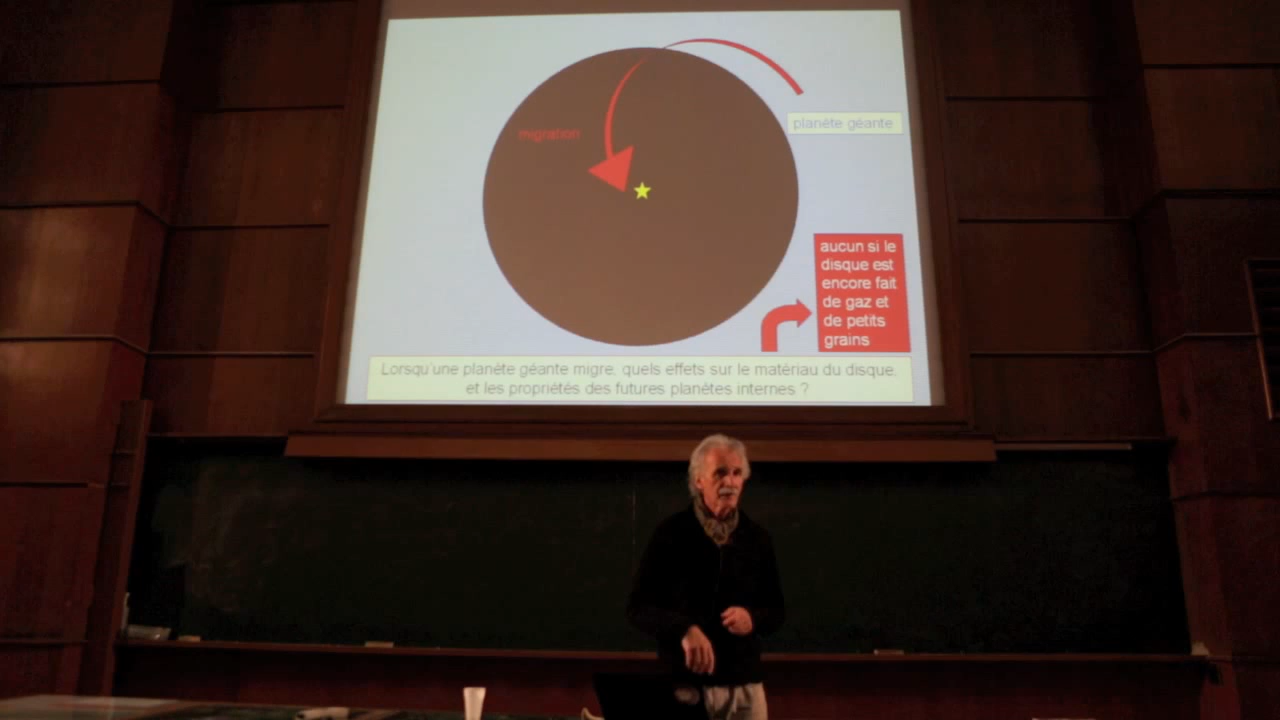 migration
planète géante
aucun si le
disque est
encore fait
de gaz et
de petits
grains
Lorsqu'une planète géante migre, quels effets sur le matériau du disque,
et les propriétés des futures planètes internes ?